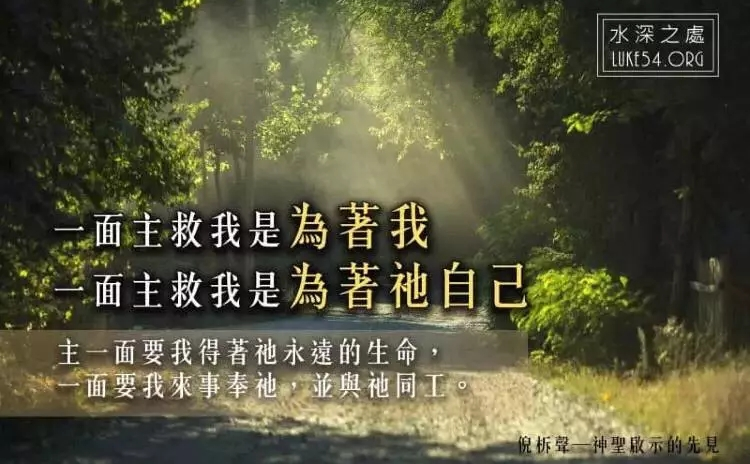 水深之處
LUKE54.ORG
一面主救我是為著我
一面主救我是為著祂自己
主一面要我得著祂永遠的生命，
一面要我來事奉祂，並與祂同工。
倪柝聲—神聖啟示的先見